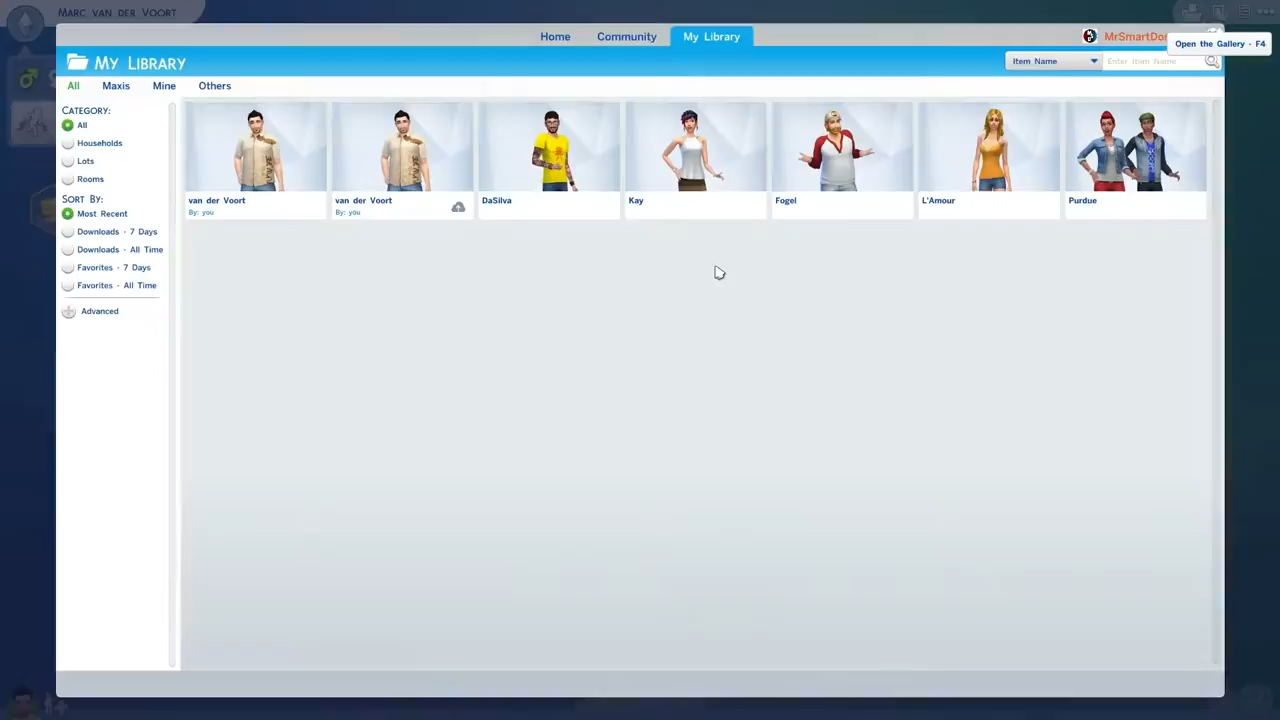 Marc van der Voort
Home
Community
My Library
Open the Gallery - F4
My Library
Item Name
Enter Item Name
All
Maxis
Mine
Others
Category:
All
Households
Lots
Rooms
Sort By:
Most Recent
Downloads - 7 Days
Downloads - All Time
Favorites - 7 Days
Favorites - All Time
Advanced
van der Voort
By: you
van der Voort
By: you
DaSilva
Kay
Fogel
L'Amour
Purdue